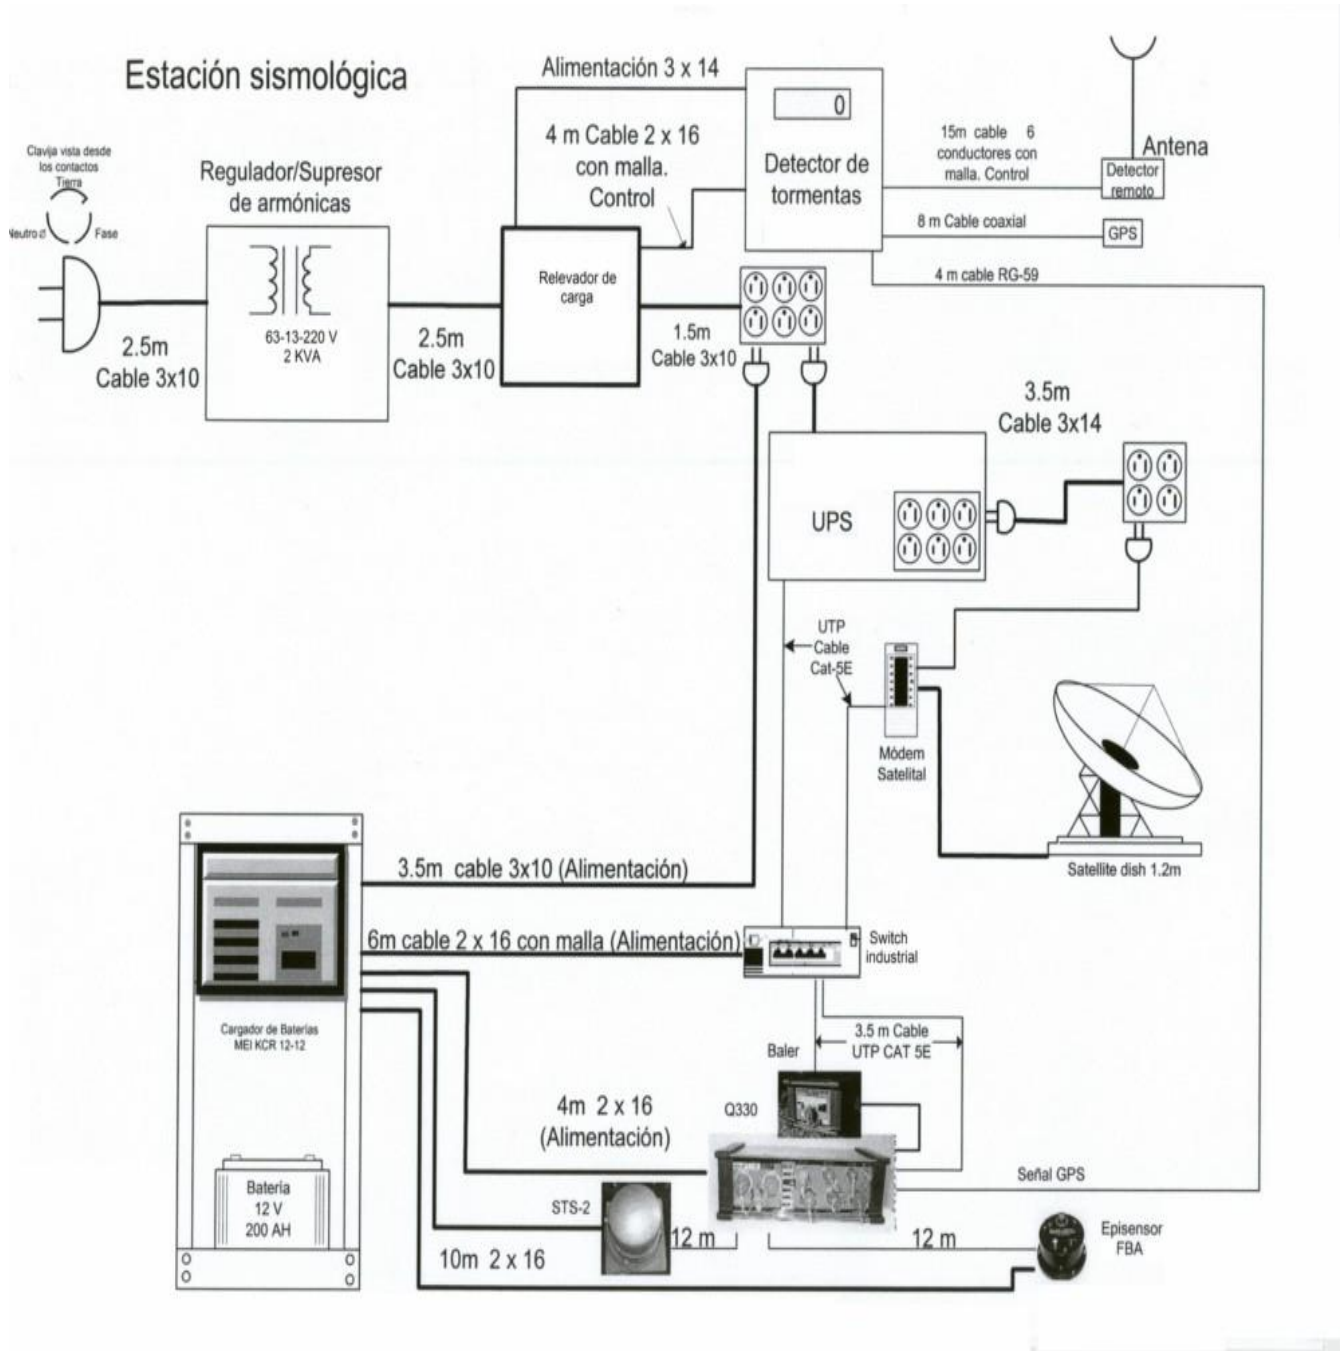 Estación sismológica
Clavija vista desde
los contactos
Tierra
Neutro Ø
Fase
2.5m
Cable 3x10
Regulador/Supresor
de armónicas
63-13-220 V
2 KVA
2.5m
Cable 3x10
Alimentación 3 x 14
4 m Cable 2 x 16
con malla.
Control
Relevador de
carga
1.5m
Cable 3x10
0
Detector de
tormentas
15m cable 6
conductores con
malla. Control
Antena
Detector
remoto
8 m Cable coaxial
GPS
4 m cable RG-59
3.5m
Cable 3x14
UPS
UTP
Cable
Cat-5E
Módem
Satelital
Satellite dish 1.2m
3.5m cable 3x10 (Alimentación)
6m cable 2 x 16 con malla (Alimentación)
Switch
industrial
Cargador de Baterías
MEI KCR 12-12
3.5 m Cable
UTP CAT 5E
Baler
Q330
4m 2 x 16
(Alimentación)
Señal GPS
Batería
12 V
200 AH
STS-2
12 m
12 m
Episensor
FBA
10m 2 x 16